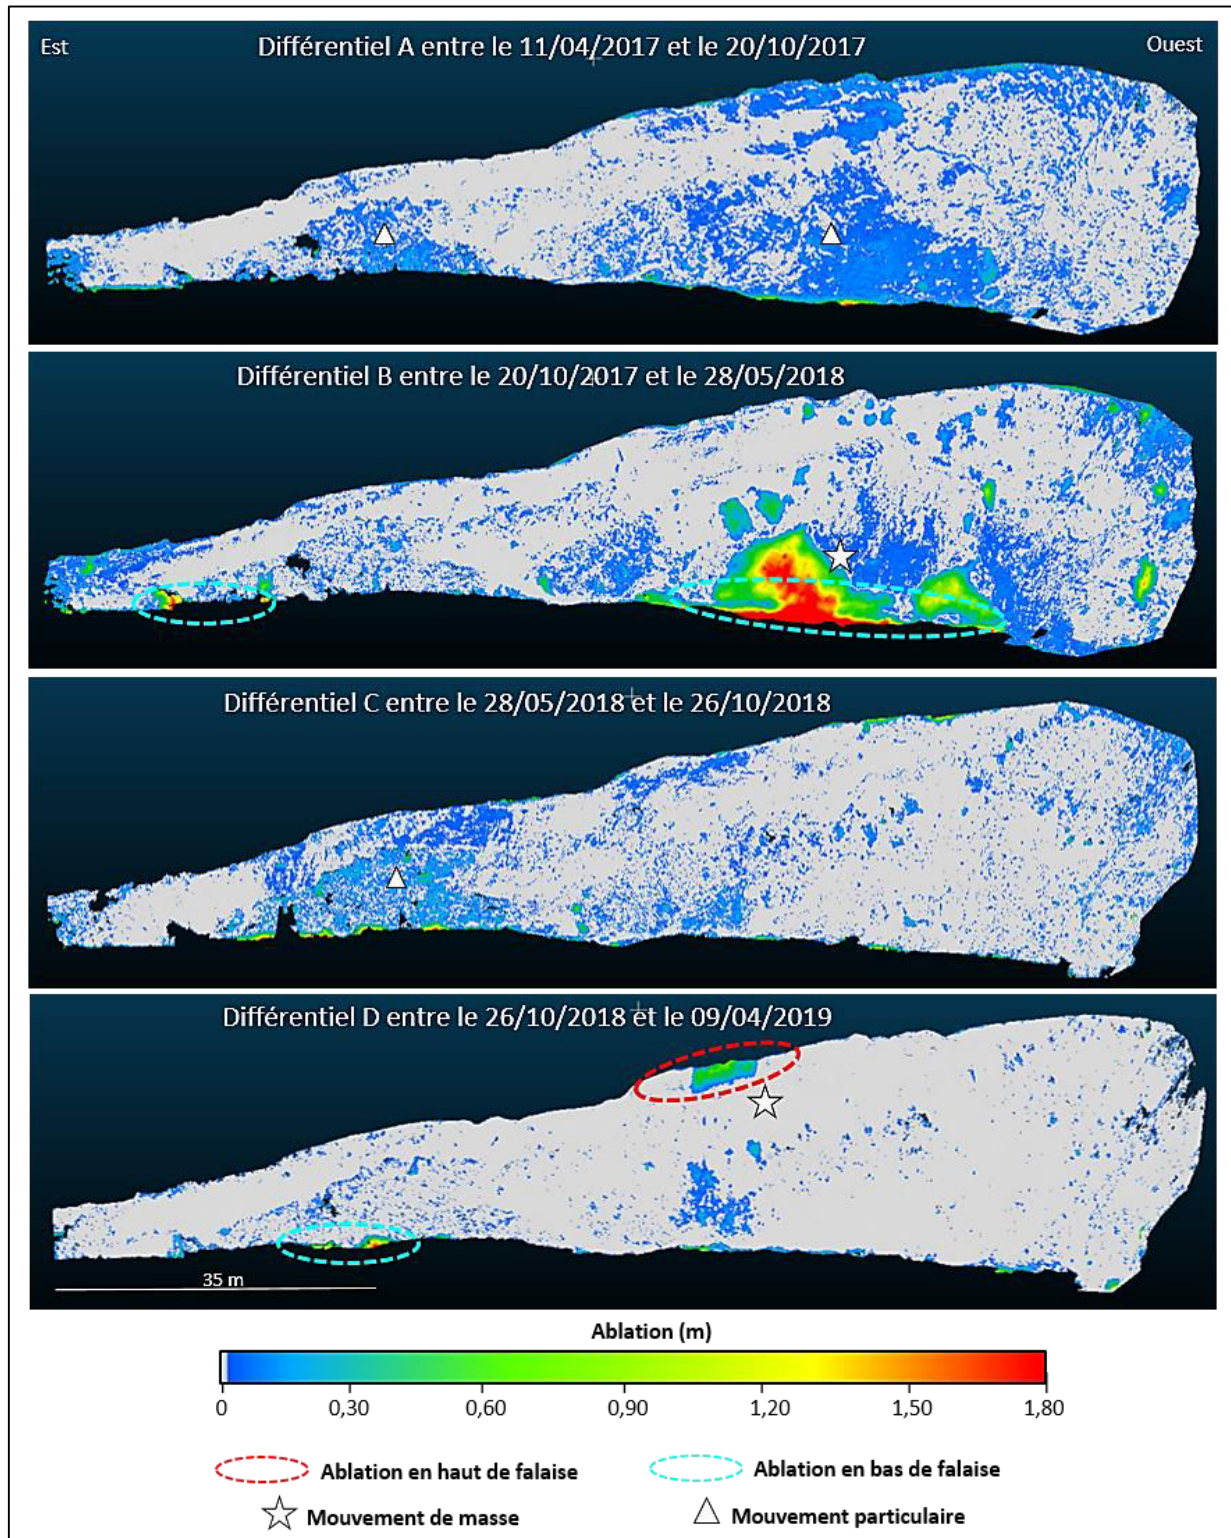 Différentiel A entre le 11/04/2017 et le 20/10/2017
Est
Ouest
Différentiel B entre le 20/10/2017 et le 28/05/2018
Différentiel C entre le 28/05/2018 et le 26/10/2018
Différentiel D entre le 26/10/2018 et le 09/04/2019
35 m
Ablation (m)
0 0,30 0,60 0,90 1,20 1,50 1,80
Ablation en haut de falaise
Ablation en bas de falaise
Mouvement de masse
Mouvement particulaire